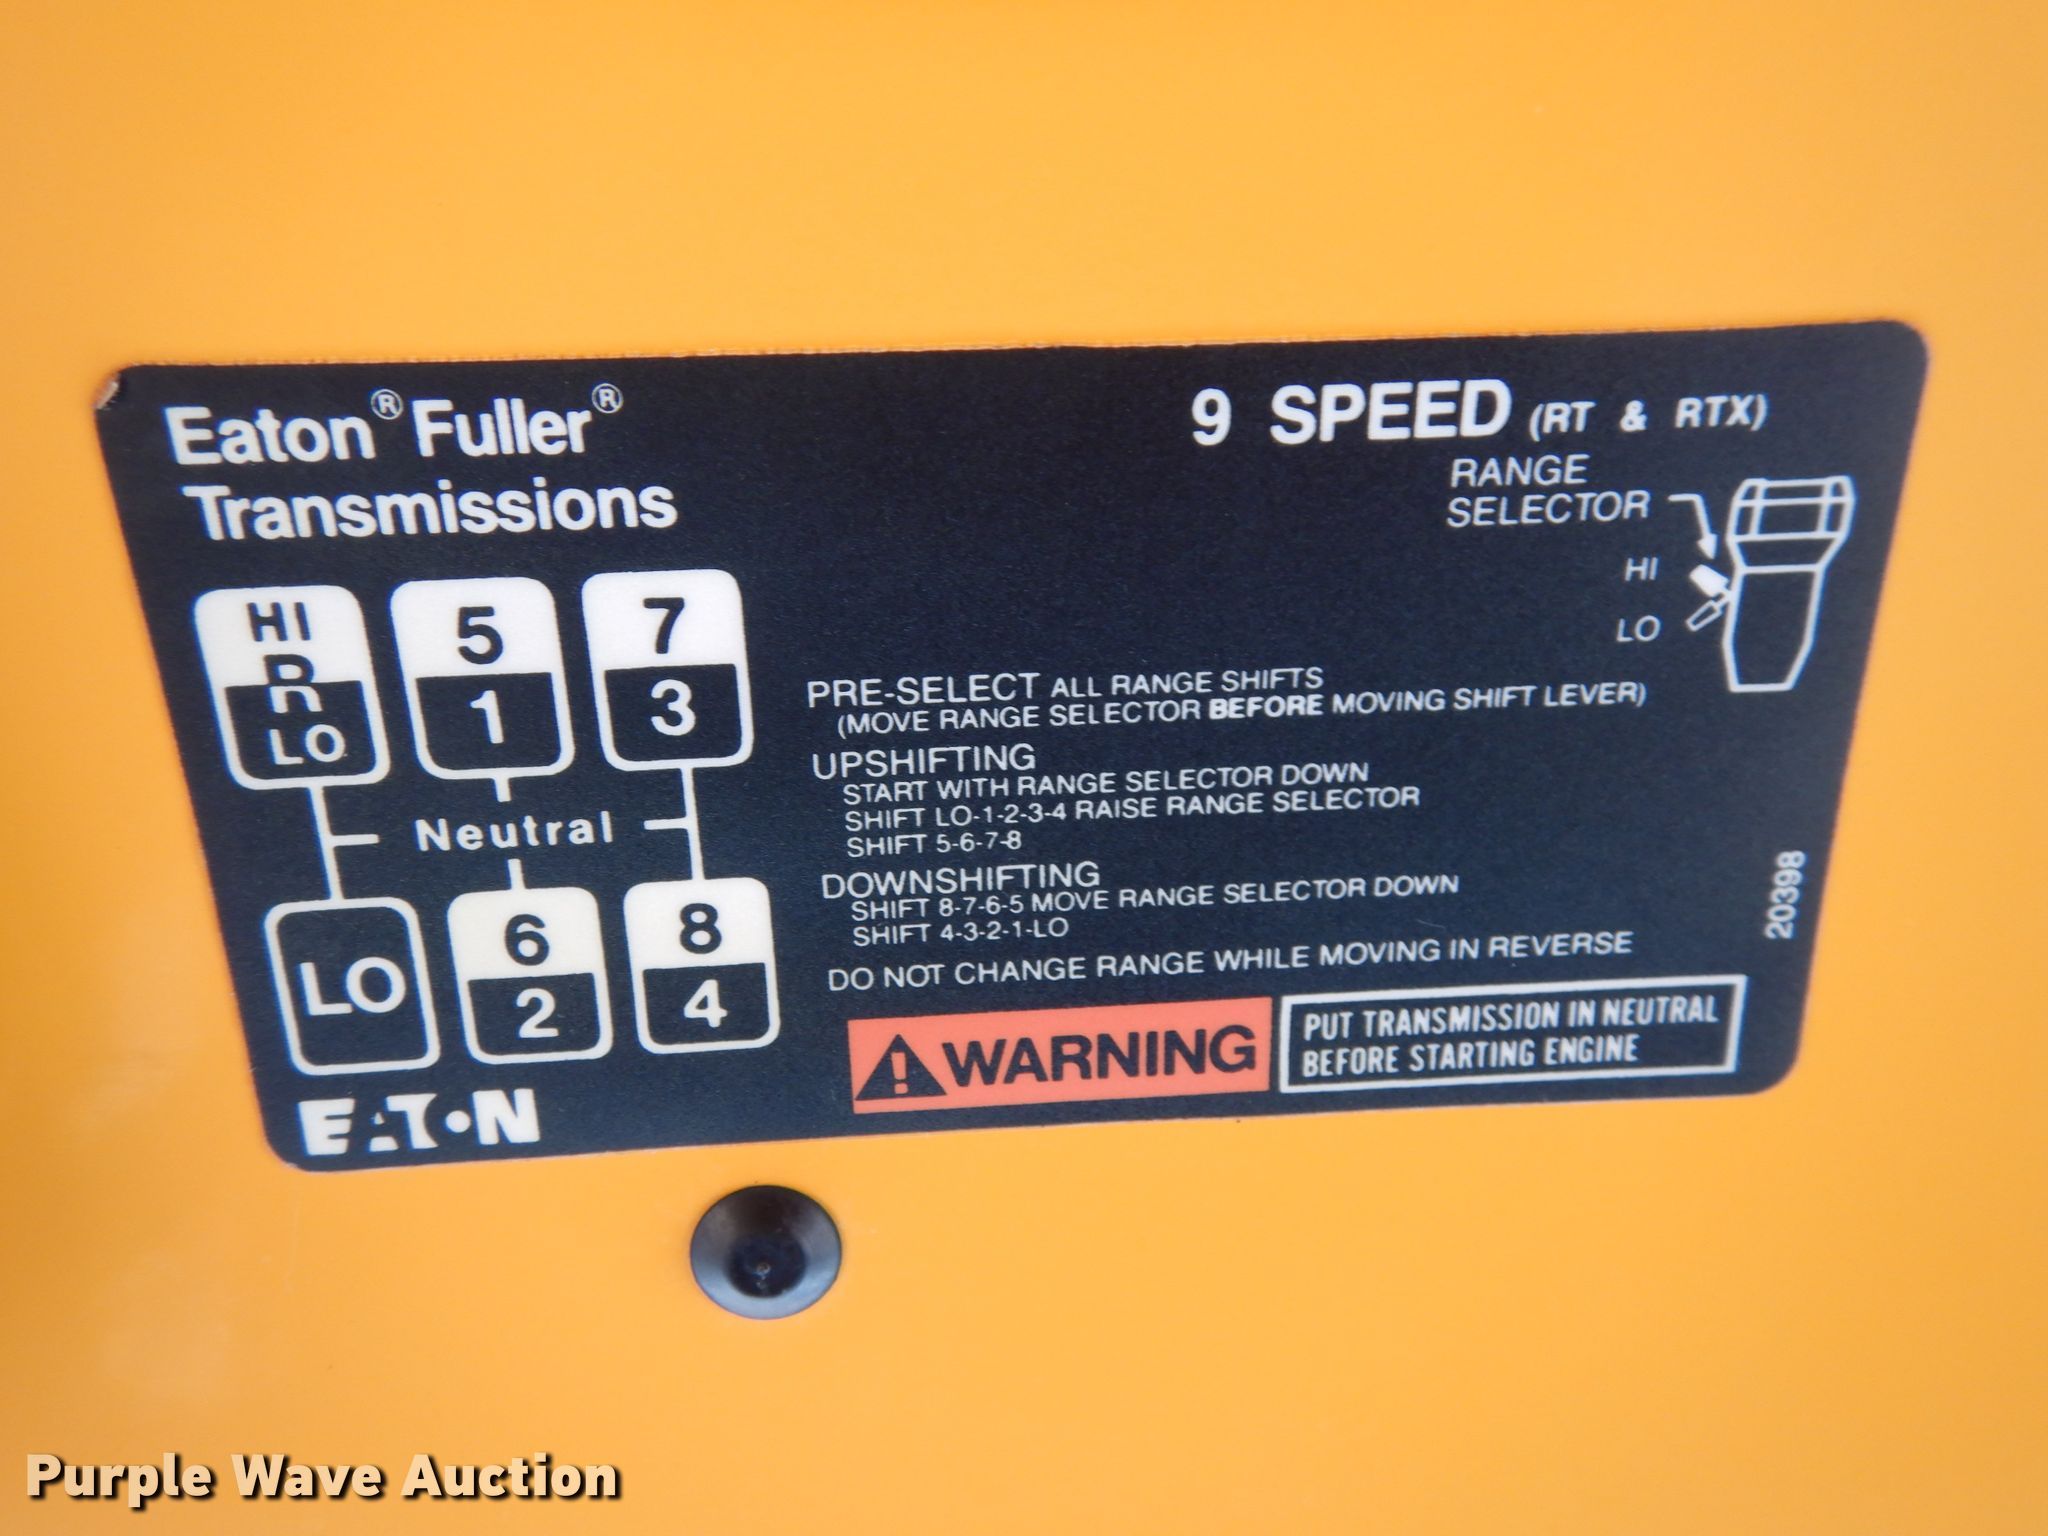 Eaton® Fuller®
Transmissions
9 SPEED (RT & RTX)
RANGE
SELECTOR
HI
LO
HI
R
LO
5
1
7
3
Neutral
LO
6
2
8
4
PRE-SELECT ALL RANGE SHIFTS
(MOVE RANGE SELECTOR BEFORE MOVING SHIFT LEVER)
UPSHIFTING
START WITH RANGE SELECTOR DOWN
SHIFT LO-1-2-3-4 RAISE RANGE SELECTOR
SHIFT 5-6-7-8
DOWNSHIFTING
SHIFT 8-7-6-5 MOVE RANGE SELECTOR DOWN
SHIFT 4-3-2-1-LO
DO NOT CHANGE RANGE WHILE MOVING IN REVERSE
WARNING
PUT TRANSMISSION IN NEUTRAL
BEFORE STARTING ENGINE
20398
EATON
Purple Wave Auction